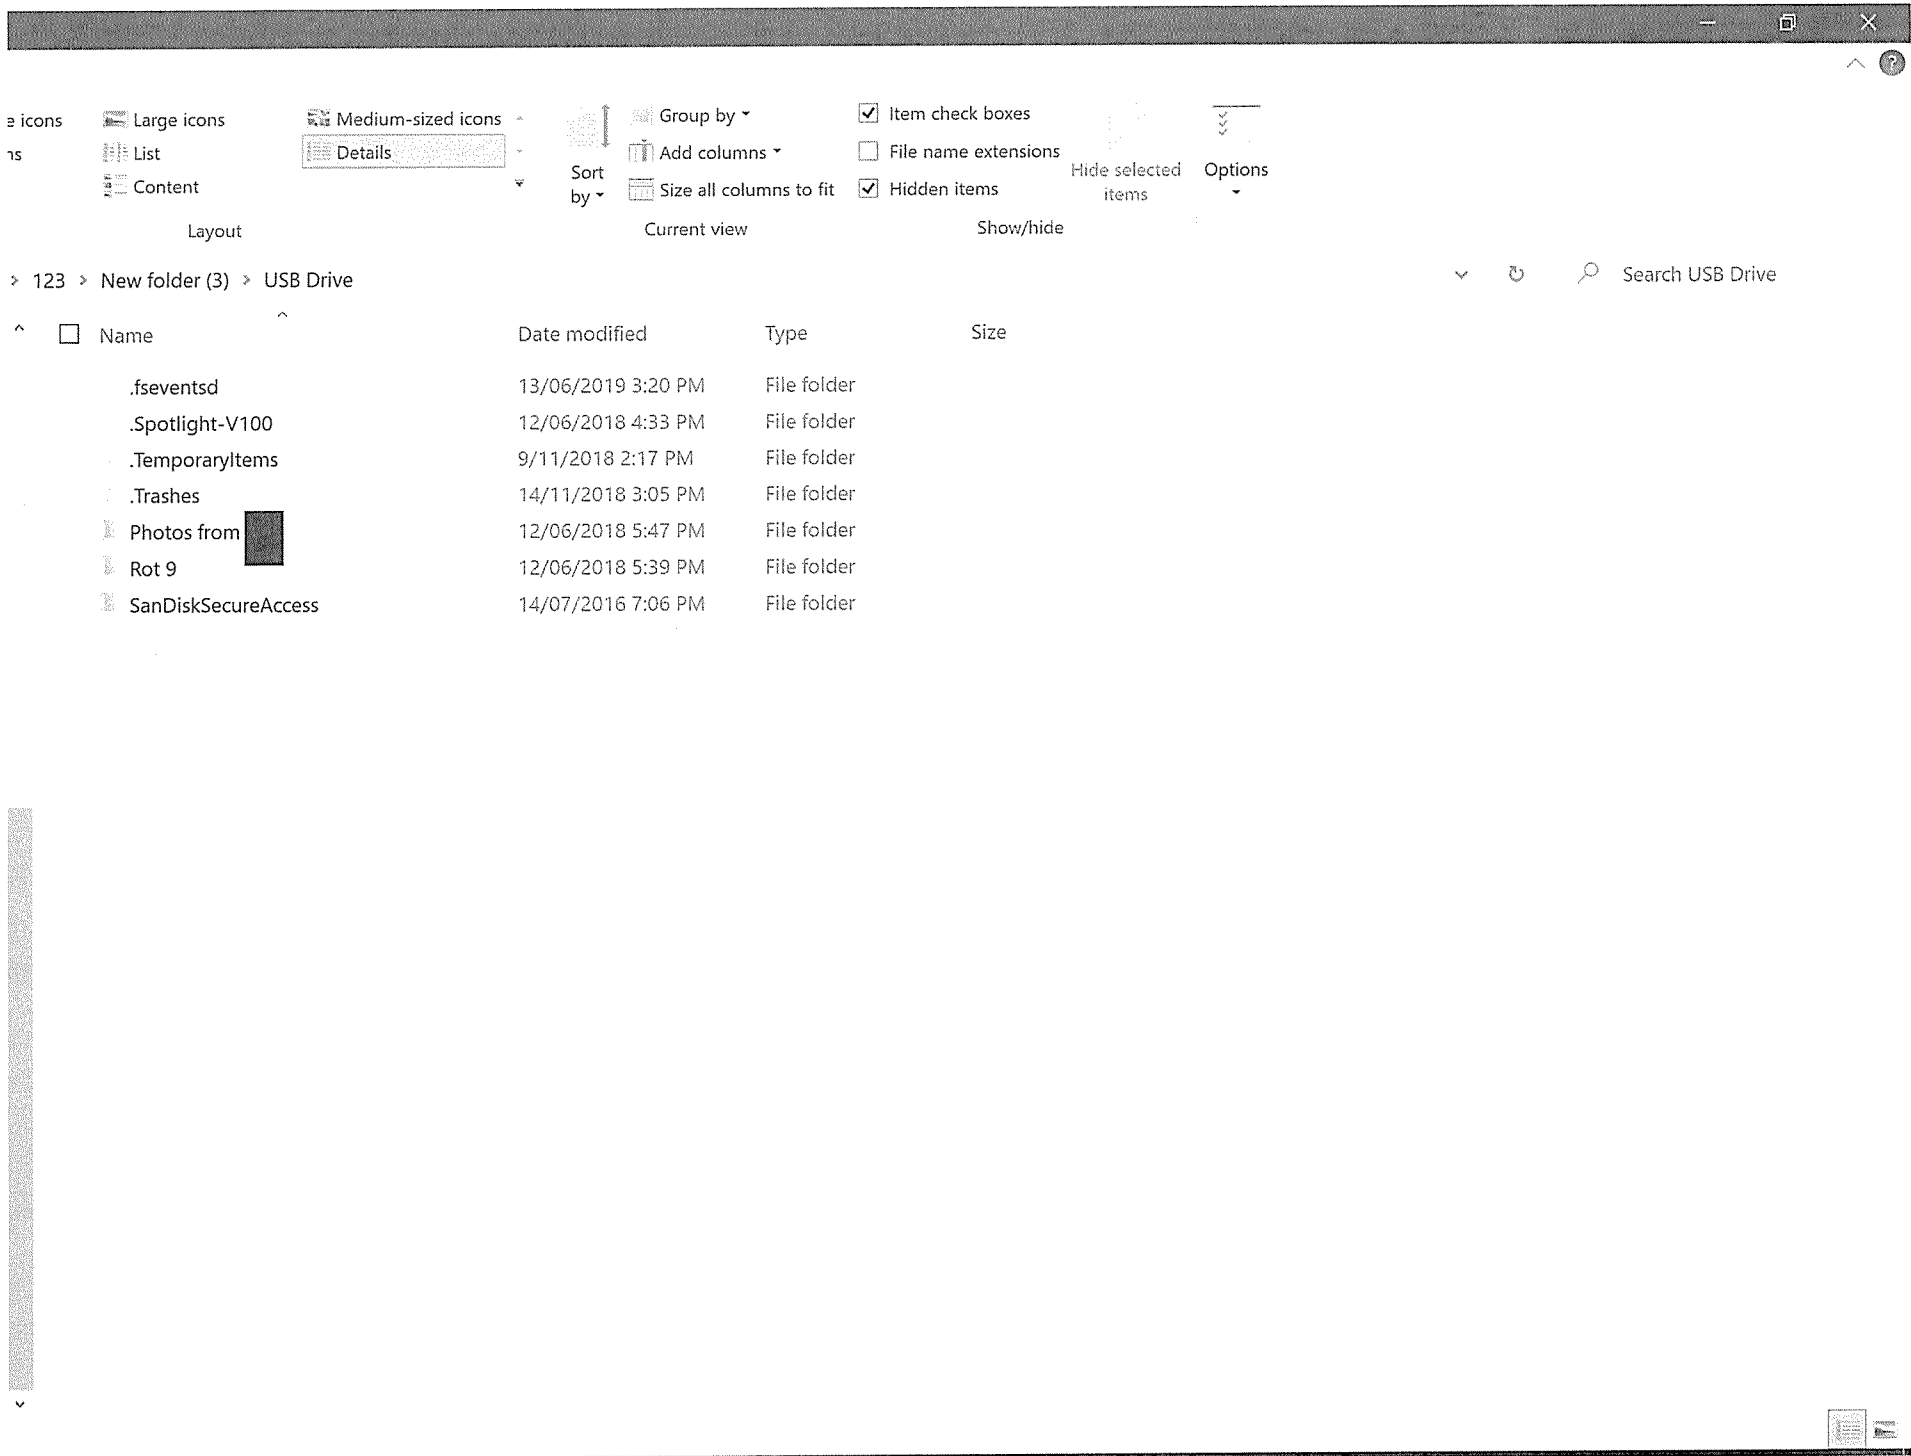 e icons Large icons Medium-sized icons Group by Item check boxes
ns List Details Add columns File name extensions
Content Sort by Size all columns to fit Hidden items Hide selected items Options
Layout Current view Show/hide
> 123 > New folder (3) > USB Drive Search USB Drive
Name Date modified Type Size
.fseventsd 13/06/2019 3:20 PM File folder
.Spotlight-V100 12/06/2018 4:33 PM File folder
.TemporaryItems 9/11/2018 2:17 PM File folder
.Trashes 14/11/2018 3:05 PM File folder
Photos from 12/06/2018 5:47 PM File folder
Rot 9 12/06/2018 5:39 PM File folder
SanDiskSecureAccess 14/07/2016 7:06 PM File folder